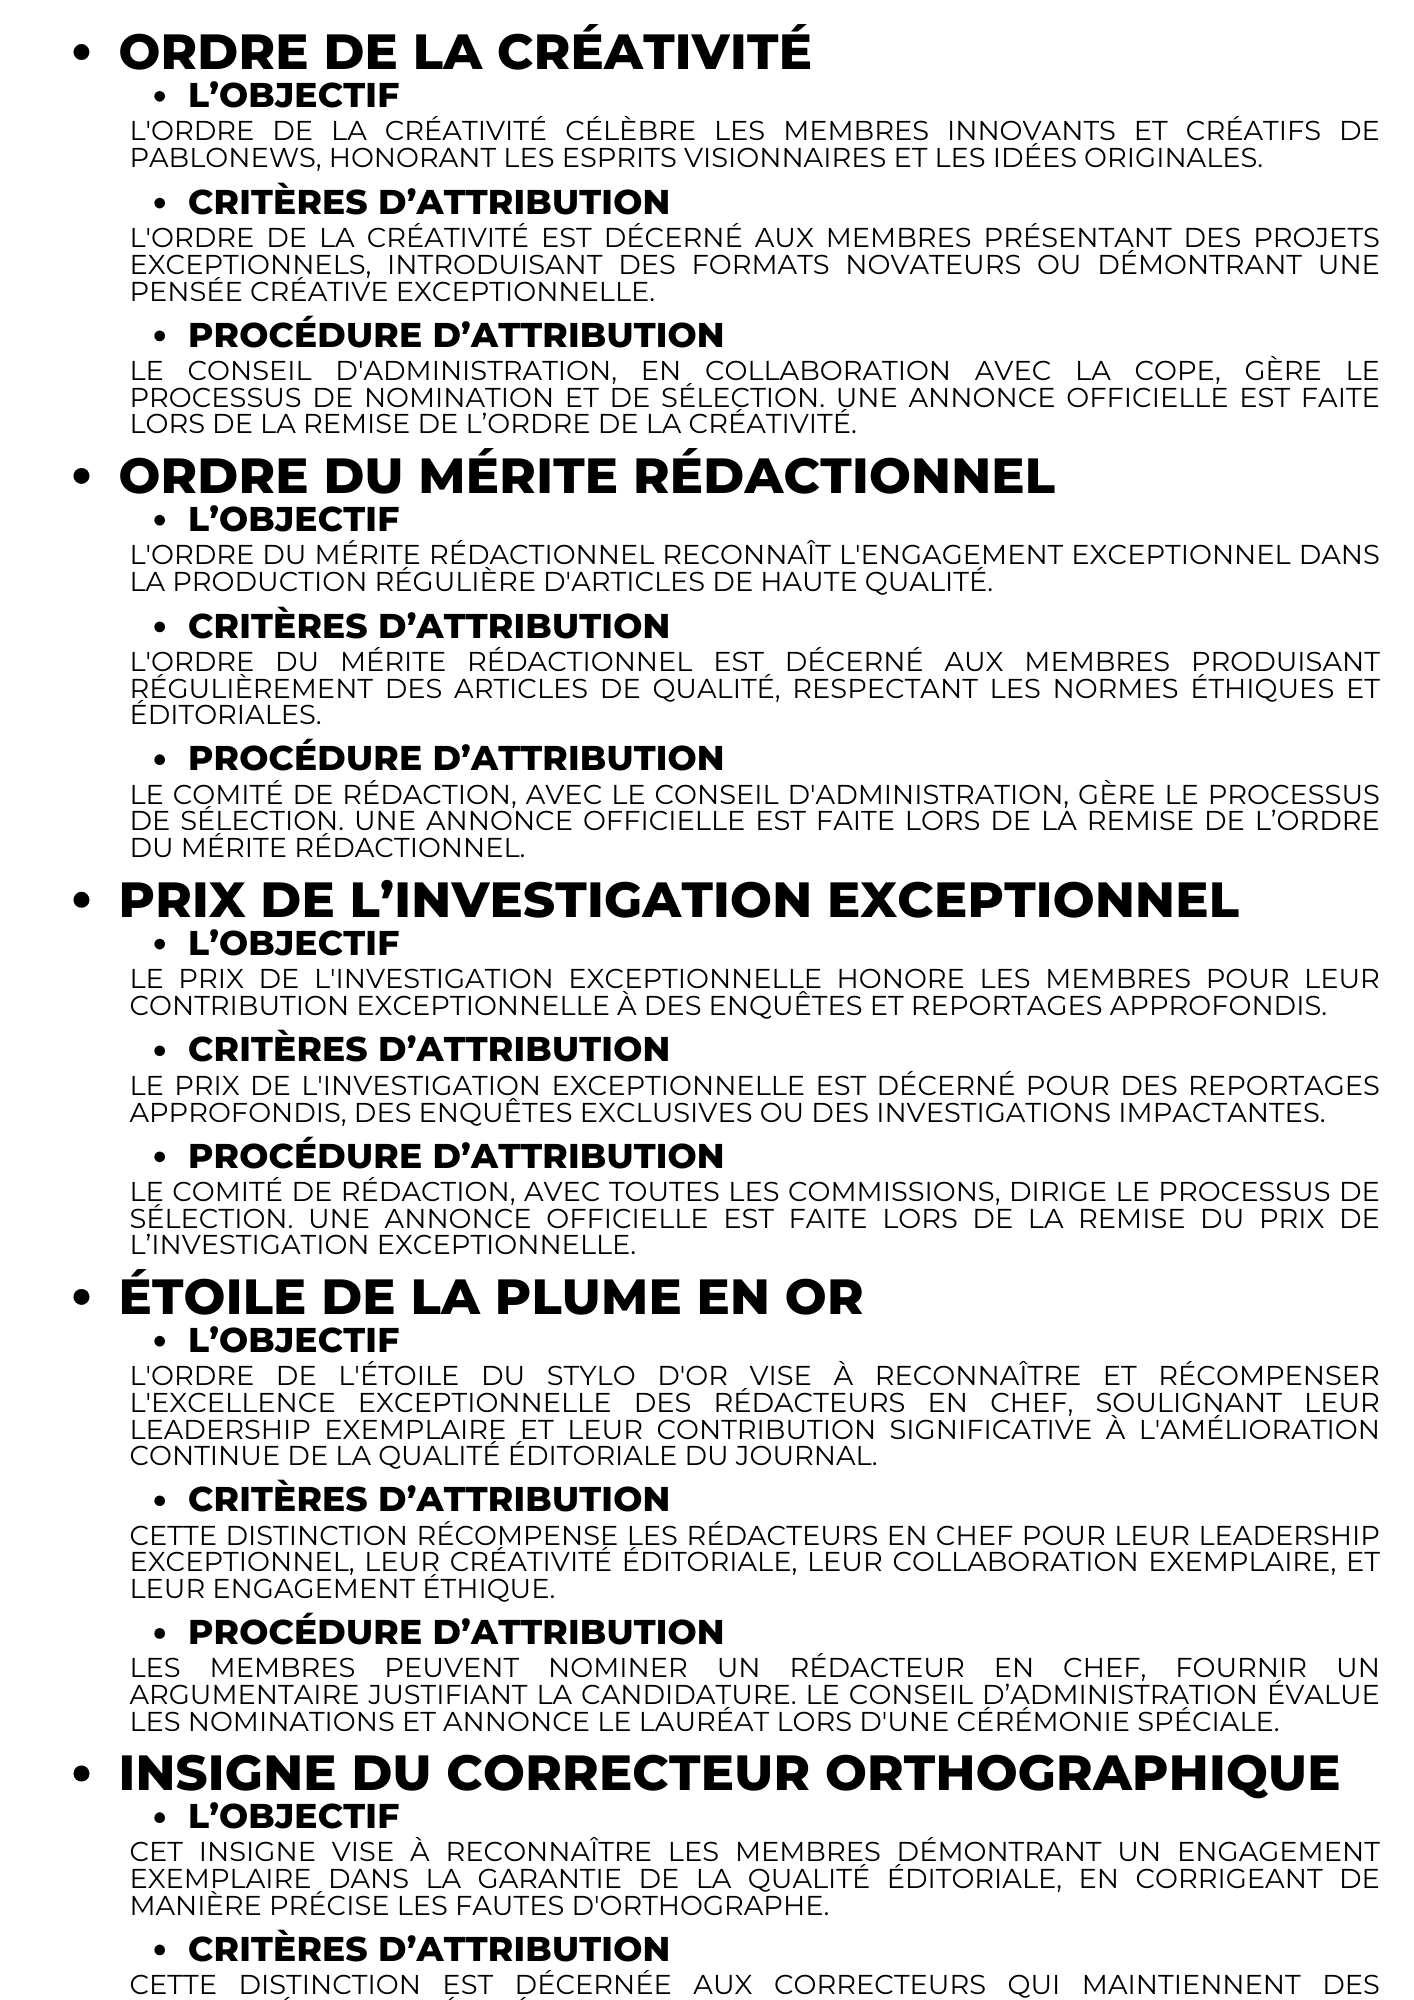 • ORDRE DE LA CRÉATIVITÉ
• L’OBJECTIF
L'ORDRE DE LA CRÉATIVITÉ CÉLÈBRE LES MEMBRES INNOVANTS ET CRÉATIFS DE
PABLONEWS, HONORANT LES ESPRITS VISIONNAIRES ET LES IDÉES ORIGINALES.
• CRITÈRES D’ATTRIBUTION
L'ORDRE DE LA CRÉATIVITÉ EST DÉCERNÉ AUX MEMBRES PRÉSENTANT DES PROJETS
EXCEPTIONNELS, INTRODUISANT DES FORMATS NOVATEURS OU DÉMONTRANT UNE
PENSÉE CRÉATIVE EXCEPTIONNELLE.
• PROCÉDURE D’ATTRIBUTION
LE CONSEIL D'ADMINISTRATION, EN COLLABORATION AVEC LA COPE, GÈRE LE
PROCESSUS DE NOMINATION ET DE SÉLECTION. UNE ANNONCE OFFICIELLE EST FAITE
LORS DE LA REMISE DE L’ORDRE DE LA CRÉATIVITÉ.
• ORDRE DU MÉRITE RÉDACTIONNEL
• L’OBJECTIF
L'ORDRE DU MÉRITE RÉDACTIONNEL RECONNAÎT L'ENGAGEMENT EXCEPTIONNEL DANS
LA PRODUCTION RÉGULIÈRE D'ARTICLES DE HAUTE QUALITÉ.
• CRITÈRES D’ATTRIBUTION
L'ORDRE DU MÉRITE RÉDACTIONNEL EST DÉCERNÉ AUX MEMBRES PRODUISANT
RÉGULIÈREMENT DES ARTICLES DE QUALITÉ, RESPECTANT LES NORMES ÉTHIQUES ET
ÉDITORIALES.
• PROCÉDURE D’ATTRIBUTION
LE COMITÉ DE RÉDACTION, AVEC LE CONSEIL D'ADMINISTRATION, GÈRE LE PROCESSUS
DE SÉLECTION. UNE ANNONCE OFFICIELLE EST FAITE LORS DE LA REMISE DE L’ORDRE
DU MÉRITE RÉDACTIONNEL.
• PRIX DE L’INVESTIGATION EXCEPTIONNEL
• L’OBJECTIF
LE PRIX DE L'INVESTIGATION EXCEPTIONNELLE HONORE LES MEMBRES POUR LEUR
CONTRIBUTION EXCEPTIONNELLE À DES ENQUÊTES ET REPORTAGES APPROFONDIS.
• CRITÈRES D’ATTRIBUTION
LE PRIX DE L'INVESTIGATION EXCEPTIONNELLE EST DÉCERNÉ POUR DES REPORTAGES
APPROFONDIS, DES ENQUÊTES EXCLUSIVES OU DES INVESTIGATIONS IMPACTANTES.
• PROCÉDURE D’ATTRIBUTION
LE COMITÉ DE RÉDACTION, AVEC TOUTES LES COMMISSIONS, DIRIGE LE PROCESSUS DE
SÉLECTION. UNE ANNONCE OFFICIELLE EST FAITE LORS DE LA REMISE DU PRIX DE
L’INVESTIGATION EXCEPTIONNELLE.
• ÉTOILE DE LA PLUME EN OR
• L’OBJECTIF
L'ORDRE DE L'ÉTOILE DU STYLO D'OR VISE À RECONNAÎTRE ET RÉCOMPENSER
L'EXCELLENCE EXCEPTIONNELLE DES RÉDACTEURS EN CHEF, SOULIGNANT LEUR
LEADERSHIP EXEMPLAIRE ET LEUR CONTRIBUTION SIGNIFICATIVE À L'AMÉLIORATION
CONTINUE DE LA QUALITÉ ÉDITORIALE DU JOURNAL.
• CRITÈRES D’ATTRIBUTION
CETTE DISTINCTION RÉCOMPENSE LES RÉDACTEURS EN CHEF POUR LEUR LEADERSHIP
EXCEPTIONNEL, LEUR CRÉATIVITÉ ÉDITORIALE, LEUR COLLABORATION EXEMPLAIRE, ET
LEUR ENGAGEMENT ÉTHIQUE.
• PROCÉDURE D’ATTRIBUTION
LES MEMBRES PEUVENT NOMINER UN RÉDACTEUR EN CHEF, FOURNIR UN
ARGUMENTAIRE JUSTIFIANT LA CANDIDATURE. LE CONSEIL D’ADMINISTRATION ÉVALUE
LES NOMINATIONS ET ANNONCE LE LAURÉAT LORS D'UNE CÉRÉMONIE SPÉCIALE.
• INSIGNE DU CORRECTEUR ORTHOGRAPHIQUE
• L’OBJECTIF
CET INSIGNE VISE À RECONNAÎTRE LES MEMBRES DÉMONTRANT UN ENGAGEMENT
EXEMPLAIRE DANS LA GARANTIE DE LA QUALITÉ ÉDITORIALE, EN CORRIGEANT DE
MANIÈRE PRÉCISE LES FAUTES D'ORTHOGRAPHE.
• CRITÈRES D’ATTRIBUTION
CETTE DISTINCTION EST DÉCERNÉE AUX CORRECTEURS QUI MAINTIENNENT DES